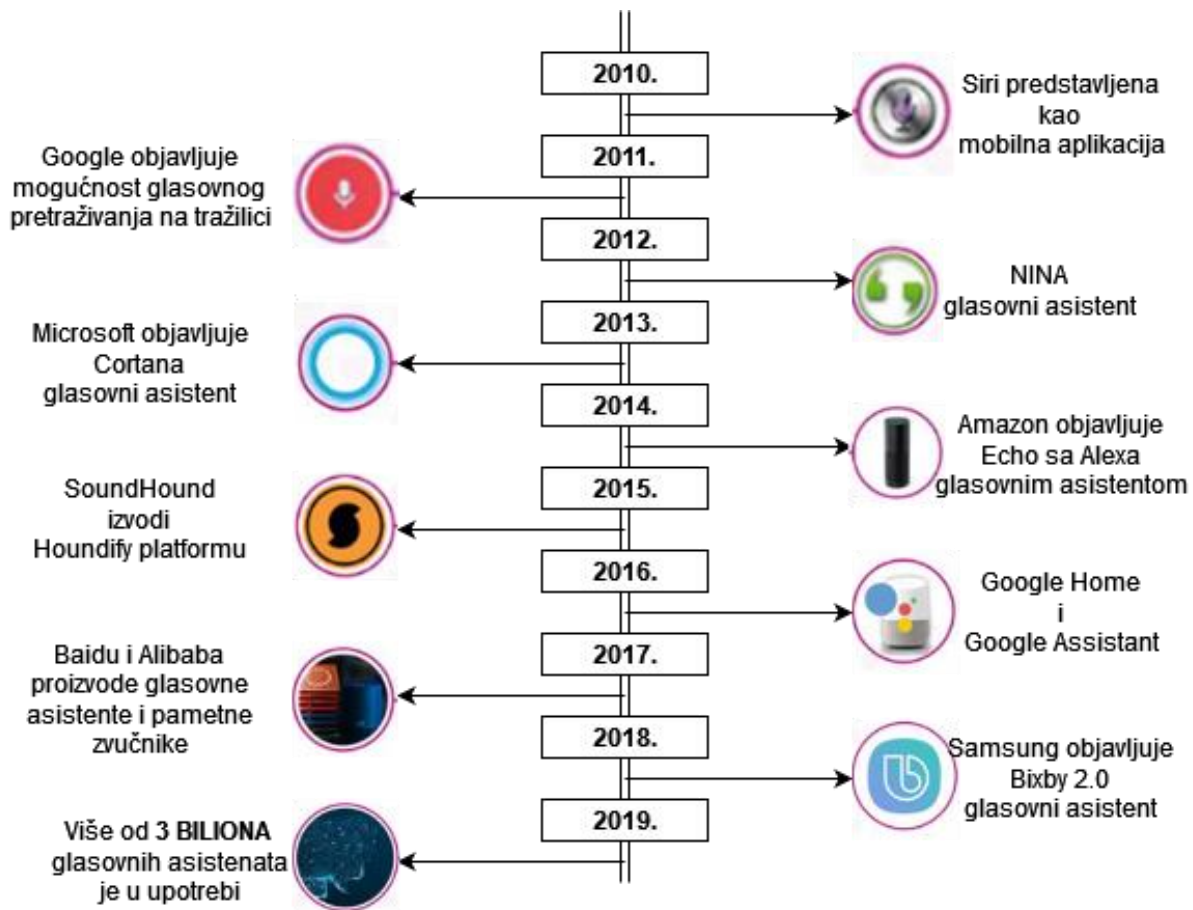 2010.
Siri predstavljena
kao
mobilna aplikacija
2011.
Google objavljuje
mogućnost glasovnog
pretraživanja na tražilici
2012.
NINA
glasovni asistent
2013.
Microsoft objavljuje
Cortana
glasovni asistent
2014.
Amazon objavljuje
Echo sa Alexa
glasovnim asistentom
2015.
SoundHound
izvodi
Houndify platformu
2016.
Google Home
i
Google Assistant
2017.
Baidu i Alibaba
proizvode glasovne
asistente i pametne
zvučnike
2018.
Samsung objavljuje
Bixby 2.0
glasovni asistent
2019.
Više od 3 BILIONA
glasovnih asistenata
je u upotrebi